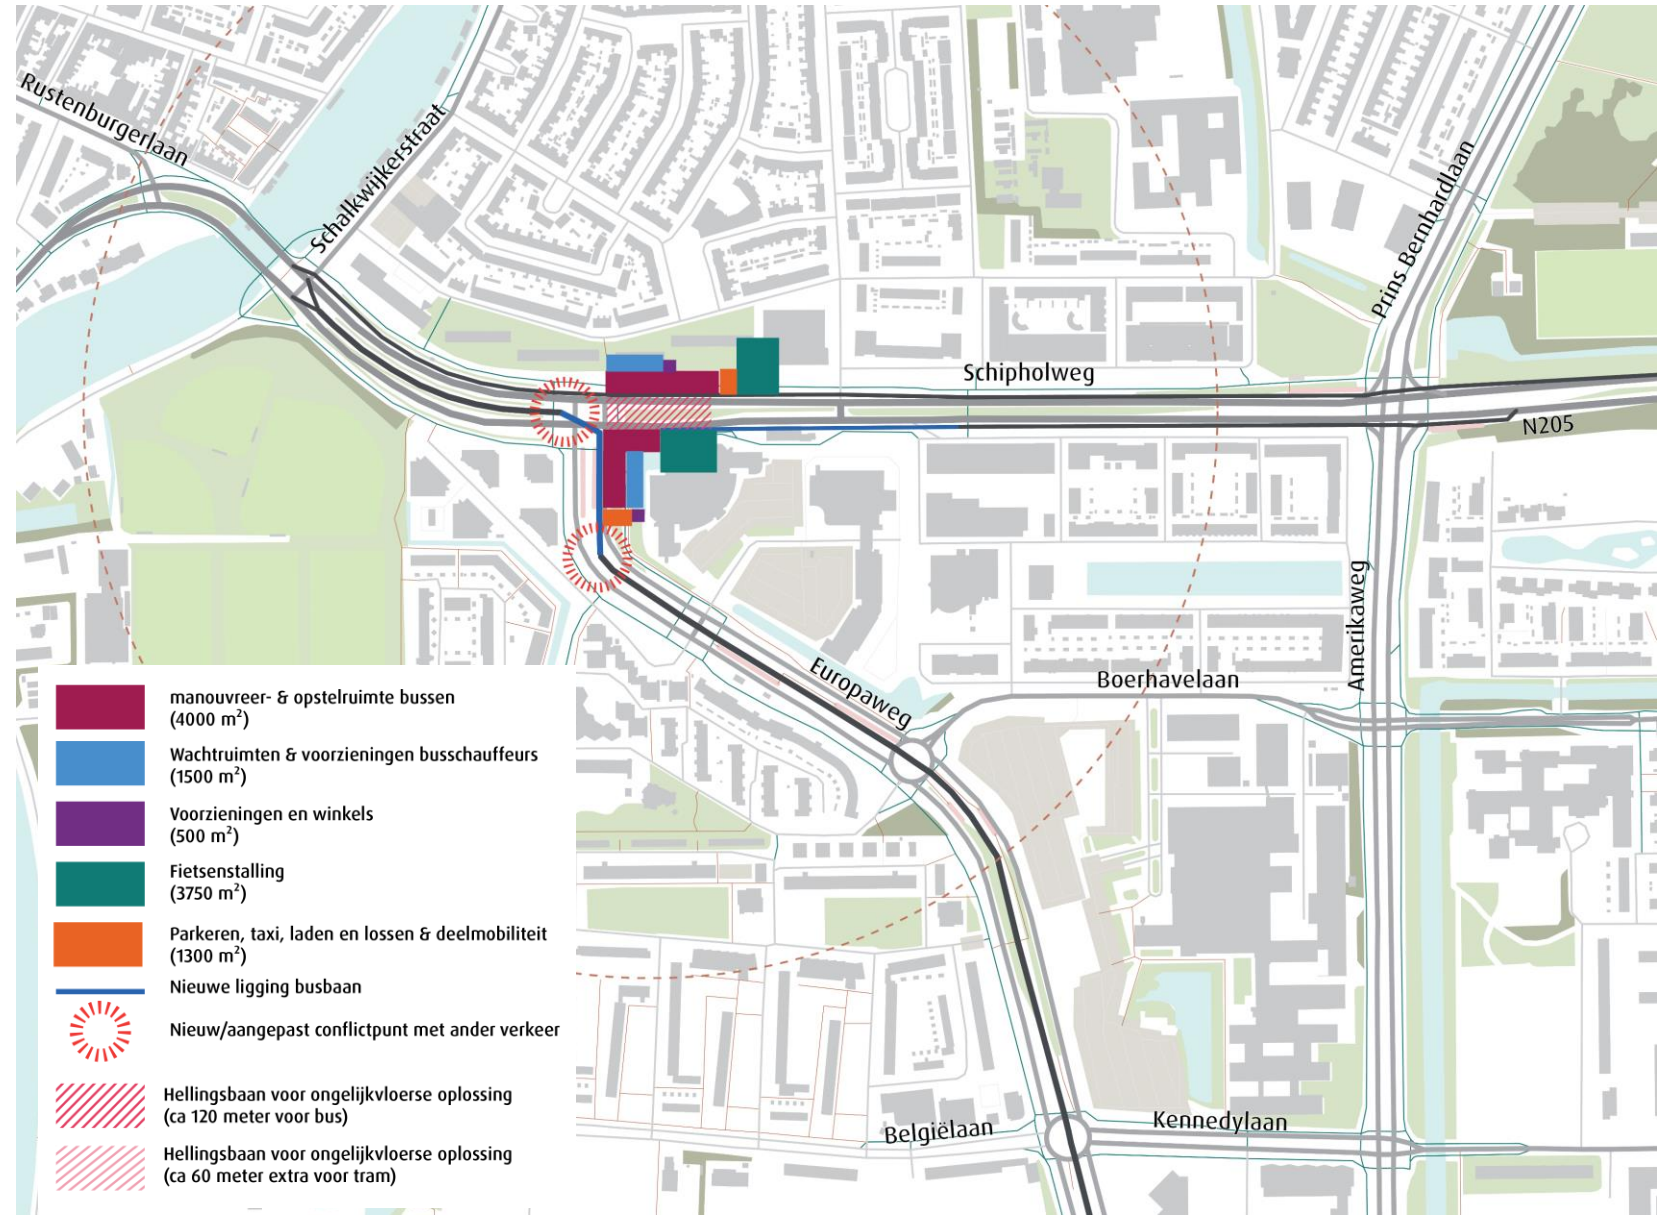 Rustenburgerlaan
Schalkwijkerstraat
Prins Bernhardlaan
Schipholweg
N205
Europaweg
Boerhavelaan
Amerikaweg
Belgiëlaan
Kennedylaan
manouvreer- & opstelruimte bussen
(4000 m²)
Wachtruimten & voorzieningen busschauffeurs
(1500 m²)
Voorzieningen en winkels
(500 m²)
Fietsenstalling
(3750 m²)
Parkeren, taxi, laden en lossen & deelmobiliteit
(1300 m²)
Nieuwe ligging busbaan
Nieuw/aangepast conflictpunt met ander verkeer
Hellingsbaan voor ongelijkvloerse oplossing
(ca 120 meter voor bus)
Hellingsbaan voor ongelijkvloerse oplossing
(ca 60 meter extra voor tram)